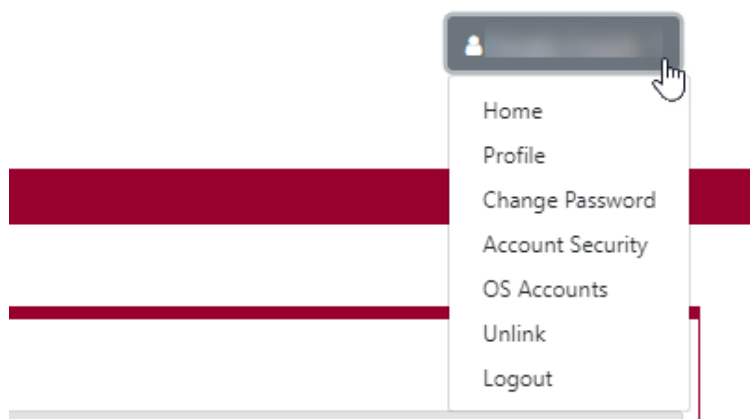 Home
Profile
Change Password
Account Security
OS Accounts
Unlink
Logout